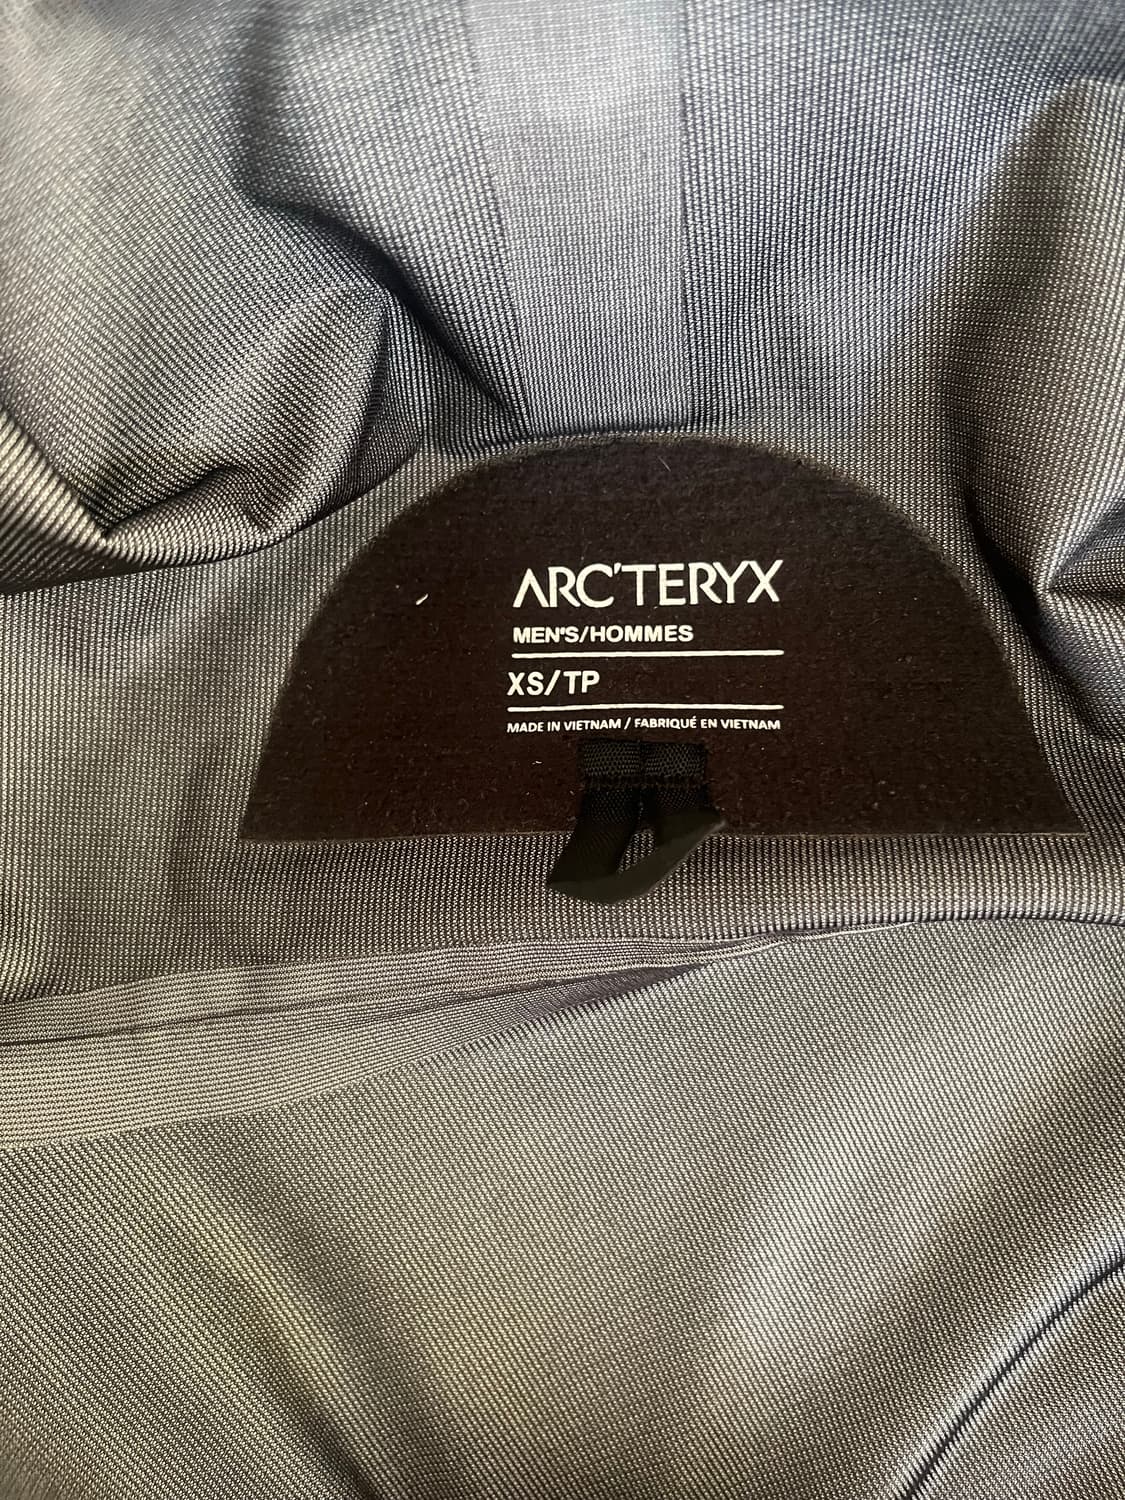 ARC'TERYX
MEN'S/HOMMES
XS/TP
MADE IN VIETNAM / FABRIQUÉ EN VIETNAM